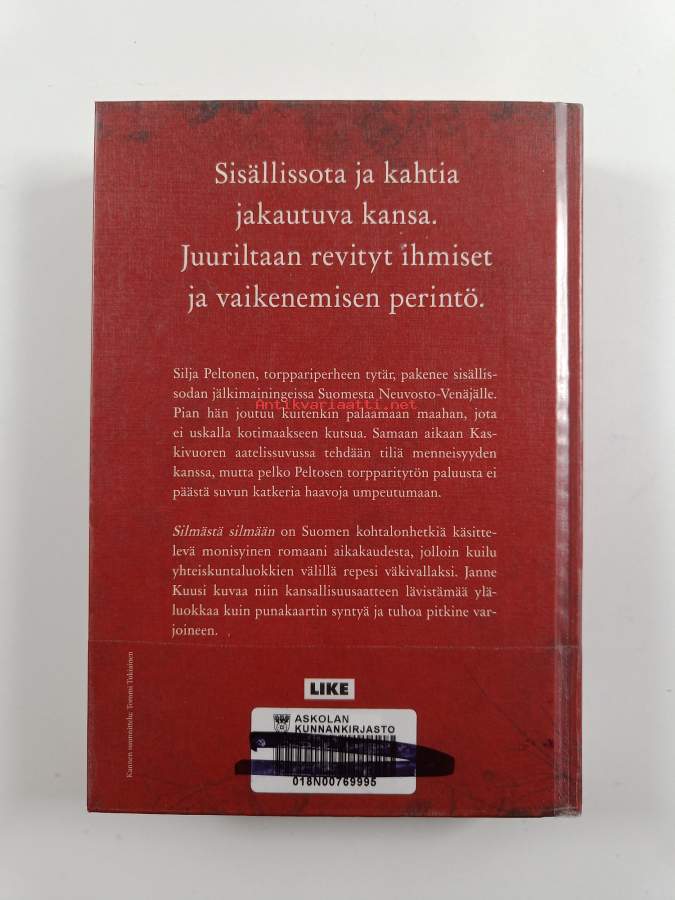 Sisällissota ja kahtia
jakautuva kansa.
Juuriltaan revityt ihmiset
ja vaikenemisen perintö.
Silja Peltonen, torppariperheen tytär, pakenee sisällis-
sodan jälkimainingeissa Suomesta Neuvosto-Venäjälle.
Pian hän joutuu kuitenkin palaamaan maahan, jota
Antikvariaatti.net
ei uskalla kotimaakseen kutsua. Samaan aikaan Kas-
kivuoren aatelissuvussa tehdään tiliä menneisyyden
kanssa, mutta pelko Peltosen torpparitytön paluusta ei
päästä suvun katkeria haavoja umpeutumaan.
Silmästä silmään on Suomen kohtalonhetkiä käsitte-
levä monisyinen romaani aikakaudesta, jolloin kuilu
yhteiskuntaluokkien välillä repesi väkivallaksi. Janne
Kuusi kuvaa niin kansallisuusaatteen lävistämää ylä-
luokkaa kuin punakaartin syntyä ja tuhoa pitkine var-
joineen.
Kannen suunnittelu: Tommi Tukiainen
LIKE
ASKOLAN
KUNNANKIRJASTO
018N00769995